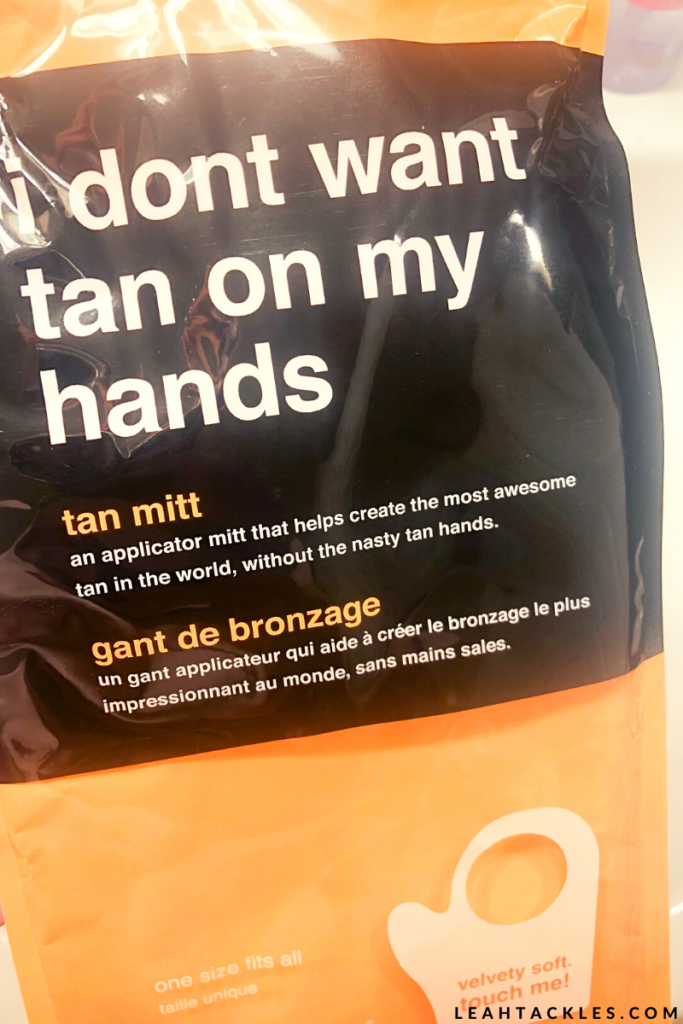 i dont want
tan on my
hands
tan mitt
an applicator mitt that helps create the most awesome
tan in the world, without the nasty tan hands.
gant de bronzage
un gant applicateur qui aide à créer le bronzage le plus
impressionnant au monde, sans mains sales.
one size fits all
taille unique
velvety soft.
touch me!
LEAHTACKLES.COM